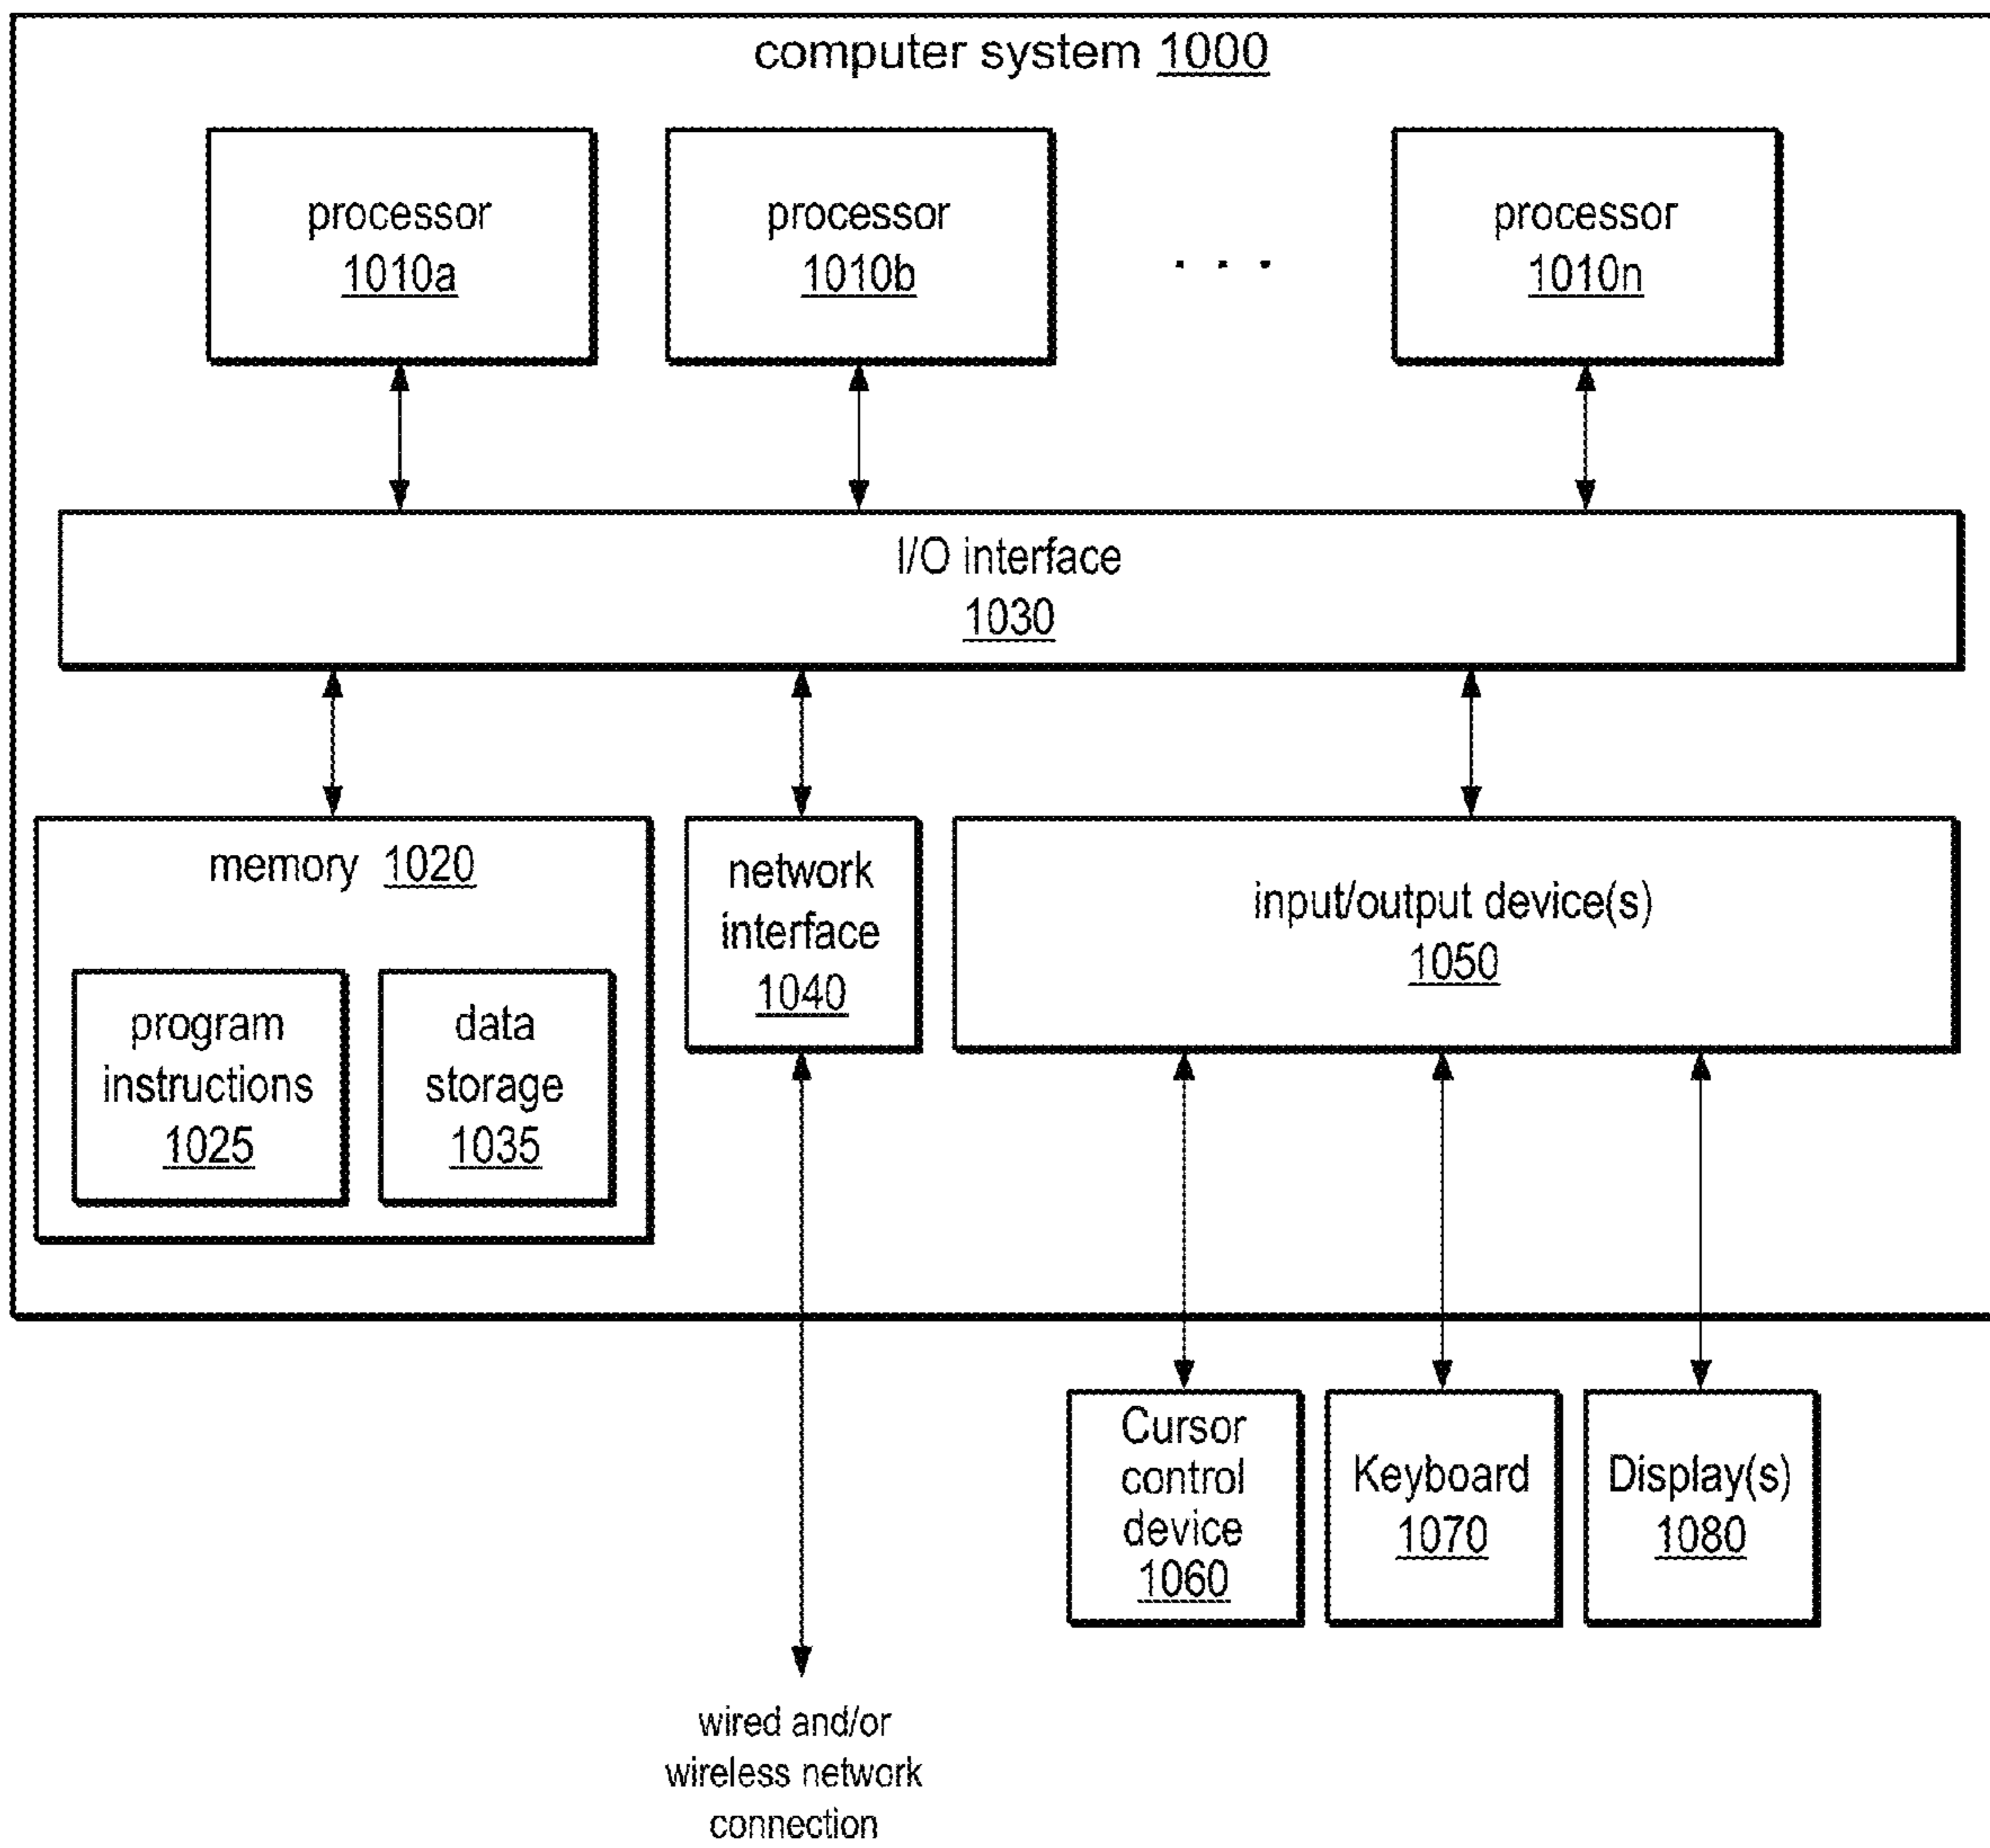 computer system 1000
processor
1010a
processor
1010b
. . .
processor
1010n
I/O interface
1030
memory 1020
program
instructions
1025
data
storage
1035
network
interface
1040
input/output device(s)
1050
Cursor
control
device
1060
Keyboard
1070
Display(s)
1080
wired and/or
wireless network
connection